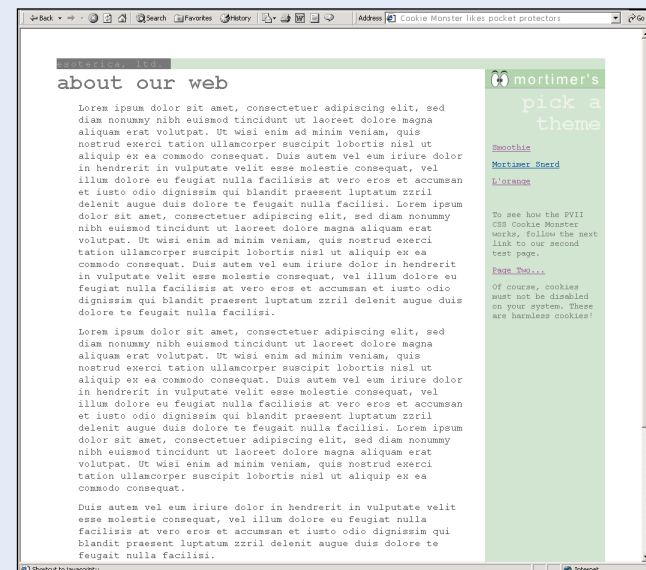 Back Search Favorites History Address Cookie Monster likes pocket protectors Go
esoterica, ltd.
about our web
Lorem ipsum dolor sit amet, consectetuer adipiscing elit, sed
diam nonummy nibh euismod tincidunt ut laoreet dolore magna
aliquam erat volutpat. Ut wisi enim ad minim veniam, quis
nostrud exerci tation ullamcorper suscipit lobortis nisl ut
aliquip ex ea commodo consequat. Duis autem vel eum iriure dolor
in hendrerit in vulputate velit esse molestie consequat, vel
illum dolore eu feugiat nulla facilisis at vero eros et accumsan
et iusto odio dignissim qui blandit praesent luptatum zzril
delenit augue duis dolore te feugait nulla facilisi. Lorem ipsum
dolor sit amet, consectetuer adipiscing elit, sed diam nonummy
nibh euismod tincidunt ut laoreet dolore magna aliquam erat
volutpat. Ut wisi enim ad minim veniam, quis nostrud exerci
tation ullamcorper suscipit lobortis nisl ut aliquip ex ea
commodo consequat. Duis autem vel eum iriure dolor in hendrerit
in vulputate velit esse molestie consequat, vel illum dolore eu
feugiat nulla facilisis at vero eros et accumsan et iusto odio
dignissim qui blandit praesent luptatum zzril delenit augue duis
dolore te feugait nulla facilisi.
Lorem ipsum dolor sit amet, consectetuer adipiscing elit, sed
diam nonummy nibh euismod tincidunt ut laoreet dolore magna
aliquam erat volutpat. Ut wisi enim ad minim veniam, quis
nostrud exerci tation ullamcorper suscipit lobortis nisl ut
aliquip ex ea commodo consequat. Duis autem vel eum iriure dolor
in hendrerit in vulputate velit esse molestie consequat, vel
illum dolore eu feugiat nulla facilisis at vero eros et accumsan
et iusto odio dignissim qui blandit praesent luptatum zzril
delenit augue duis dolore te feugait nulla facilisi. Lorem ipsum
dolor sit amet, consectetuer adipiscing elit, sed diam nonummy
nibh euismod tincidunt ut laoreet dolore magna aliquam erat
volutpat. Ut wisi enim ad minim veniam, quis nostrud exerci
tation ullamcorper suscipit lobortis nisl ut aliquip ex ea
commodo consequat.
Duis autem vel eum iriure dolor in hendrerit in vulputate velit
esse molestie consequat, vel illum dolore eu feugiat nulla
facilisis at vero eros et accumsan et iusto odio dignissim qui
blandit praesent luptatum zzril delenit augue duis dolore te
feugait nulla facilisi.
mortimer's
pick a
theme
Smoothie
Mortimer Snerd
L'orange
To see how the PVII
CSS Cookie Monster
works, follow the next
link to our second
test page.
Page Two...
Of course, cookies
must not be disabled
on your system. These
are harmless cookies!
Shortcut to javascript:; Internet